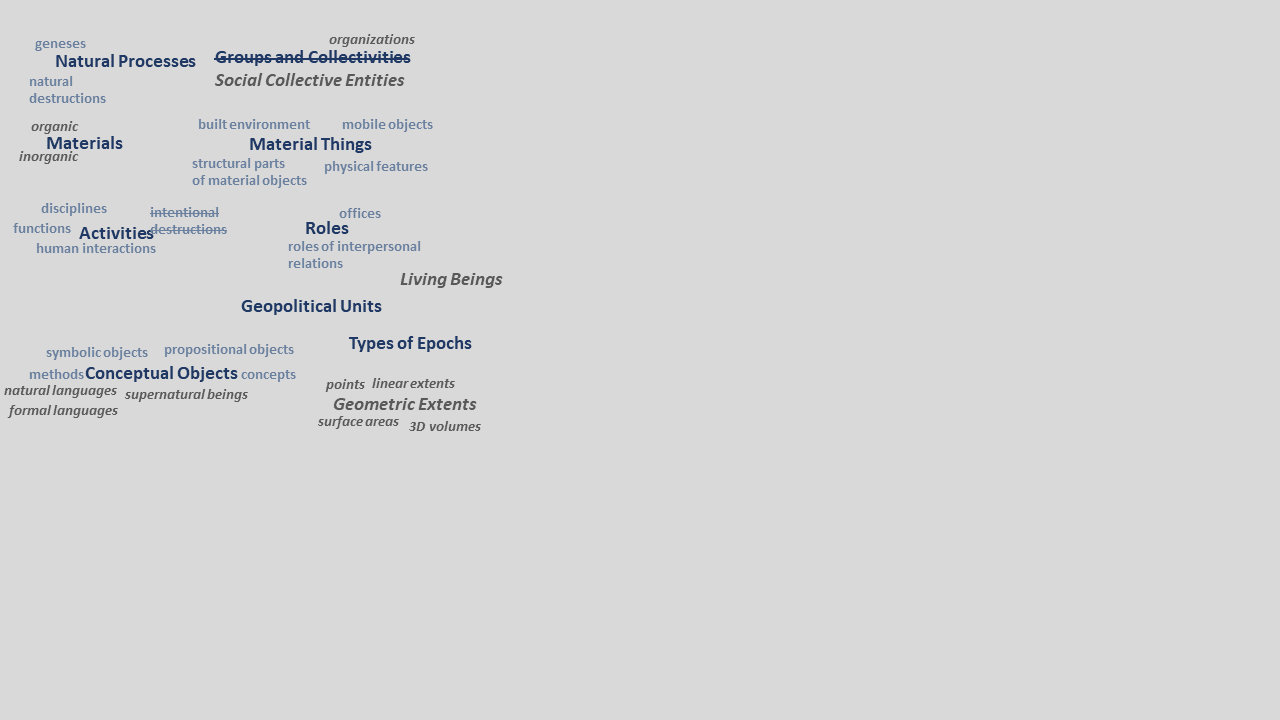 geneses
Natural Processes
natural
destructions
organizations
Groups and Collectivities
Social Collective Entities
organic
Materials
inorganic
built environment
mobile objects
Material Things
structural parts
of material objects
physical features
disciplines
functions
Activities
intentional
destructions
human interactions
offices
Roles
roles of interpersonal
relations
Living Beings
Geopolitical Units
Types of Epochs
symbolic objects
propositional objects
methods
Conceptual Objects
concepts
natural languages
supernatural beings
formal languages
points
linear extents
Geometric Extents
surface areas
3D volumes